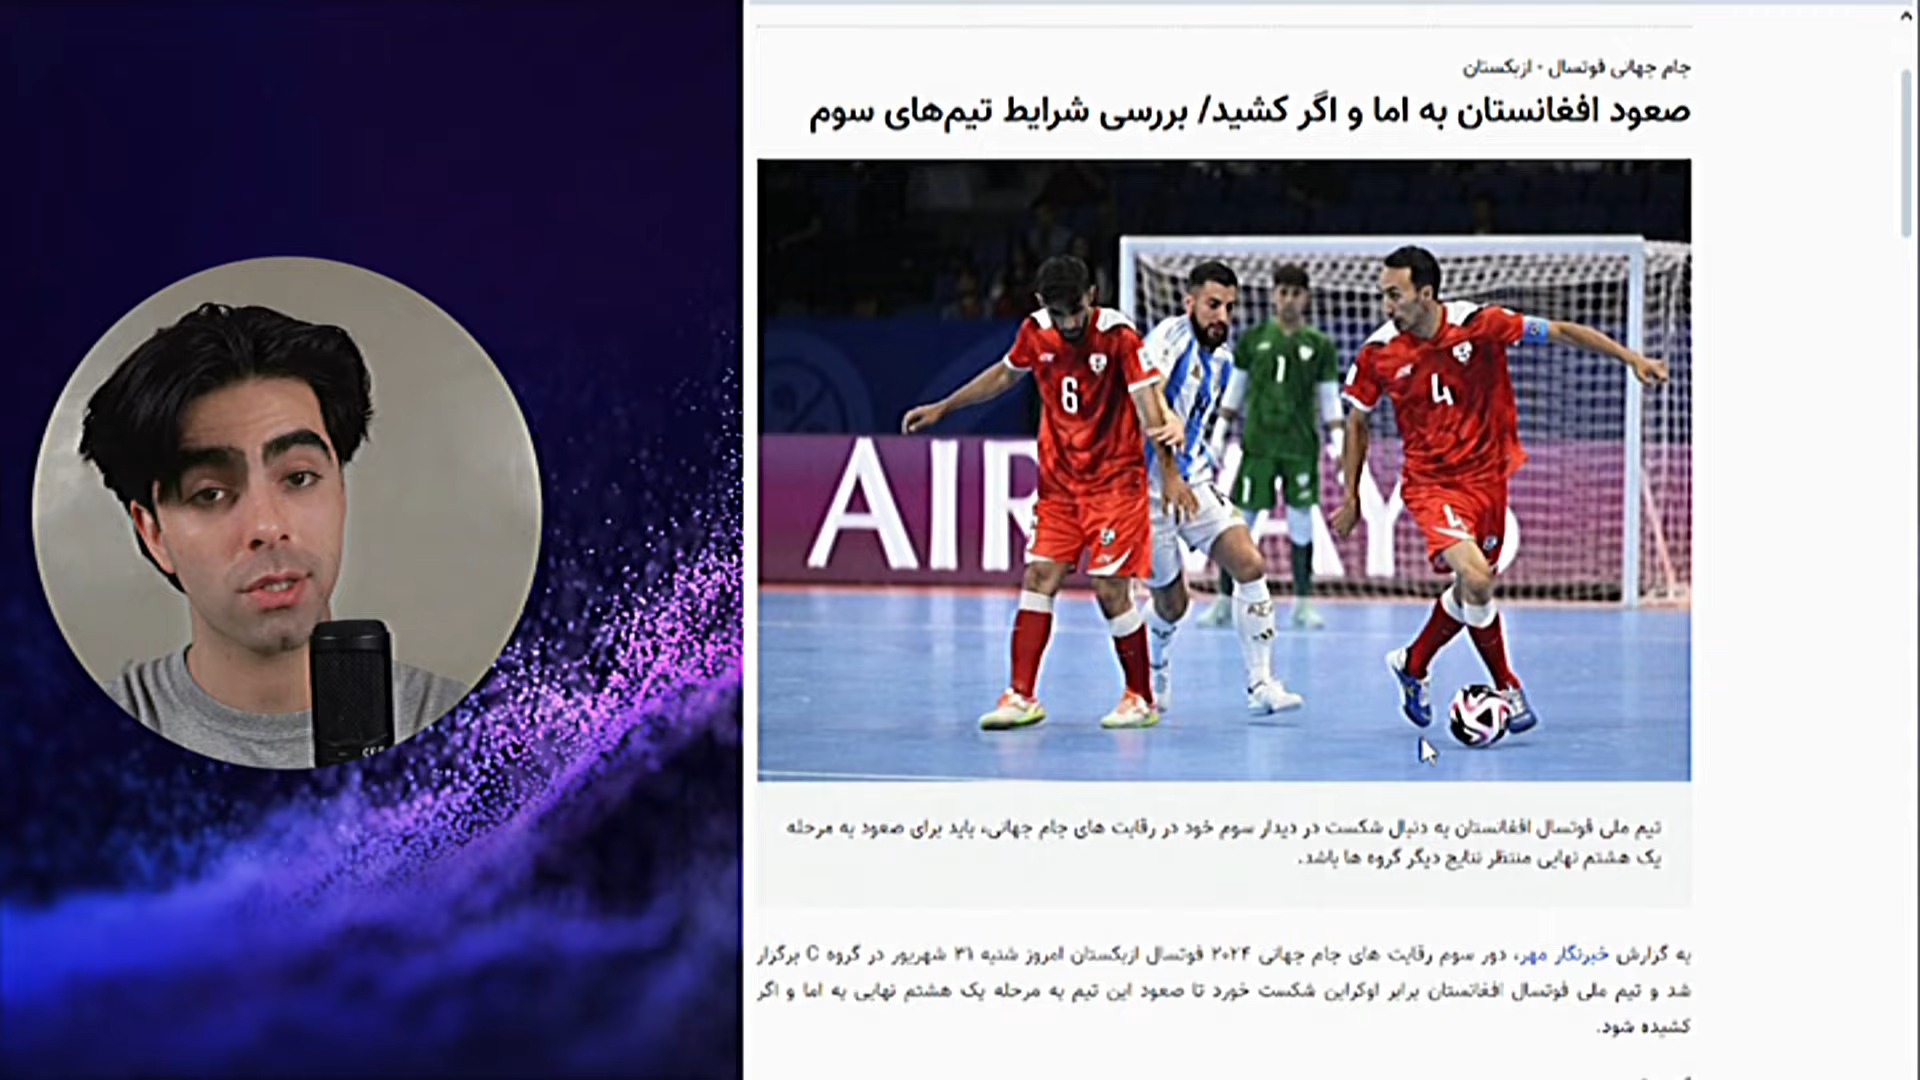 جام جهانی فوتسال - ازبکستان
صعود افغانستان به اما و اگر کشید/ بررسی شرایط تیم‌های سوم
6
1
4
AIR
AY
تیم ملی فوتسال افغانستان به دنبال شکست در دیدار سوم خود در رقابت های جام جهانی، باید برای صعود به مرحله
یک هشتم نهایی منتظر نتایج دیگر گروه ها باشد.
به گزارش خبرنگار مهر، دور سوم رقابت های جام جهانی ۲۰۲۴ فوتسال ازبکستان امروز شنبه ۳۱ شهریور در گروه C برگزار
شد و تیم ملی فوتسال افغانستان برابر اوکراین شکست خورد تا صعود این تیم به مرحله یک هشتم نهایی به اما و اگر
کشیده شود.